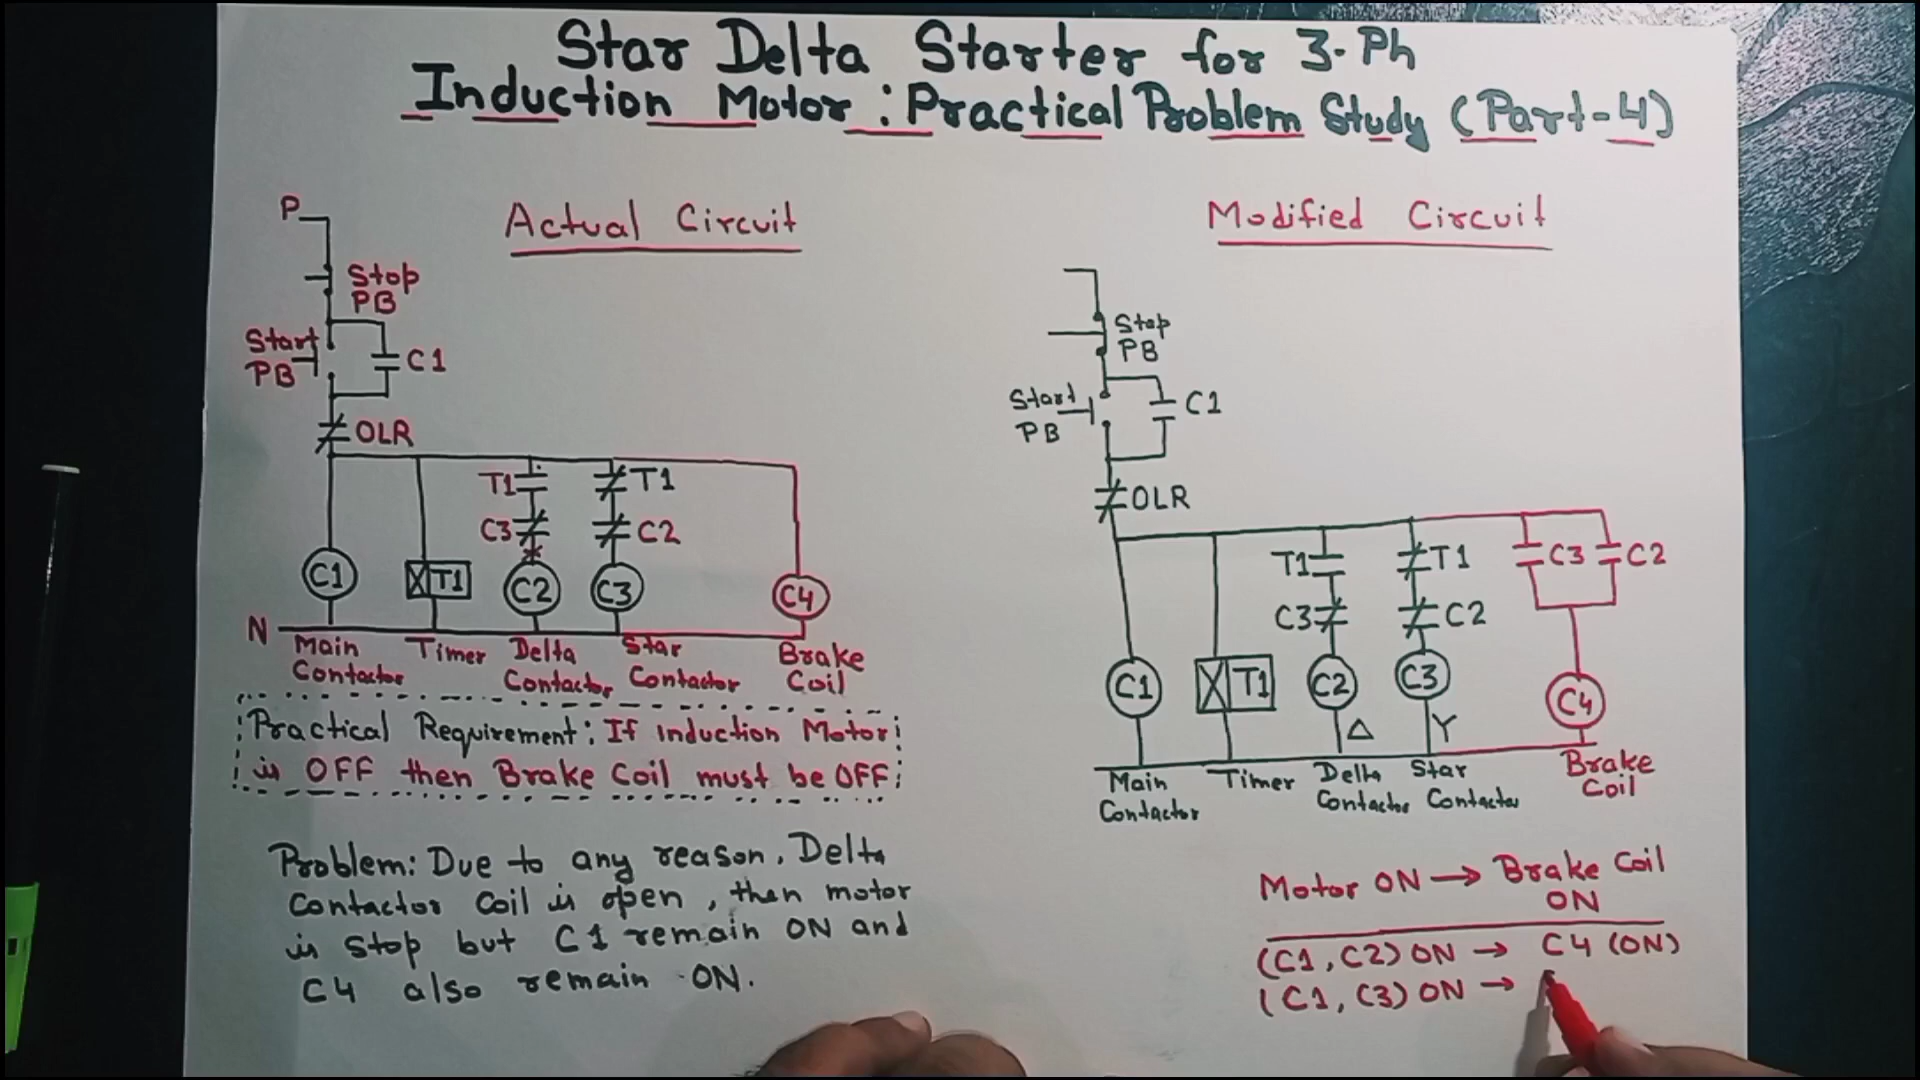 Star Delta Starter for 3-Ph
Induction Motor : Practical Problem Study (Part-4)
Actual Circuit
P
Stop
PB
Start
PB
C1
OLR
T1
T1
C3
C2
C1
T1
C2
C3
C4
N
Main
Contactor
Timer
Delta
Contactor
Star
Contactor
Brake
Coil
Practical Requirement: If Induction Motor
is OFF then Brake Coil must be OFF
Problem: Due to any reason, Delta
Contactor Coil is open, then motor
is stop but C1 remain ON and
C4 also remain ON.
Modified Circuit
Stop
PB
Start
PB
C1
OLR
T1
T1
C3
C2
C3
C2
C1
T1
C2
C3
C4
Δ
Y
Main
Contactor
Timer
Delta
Contactor
Star
Contactor
Brake
Coil
Motor ON → Brake Coil
ON
(C1, C2) ON → C4 (ON)
(C1, C3) ON →